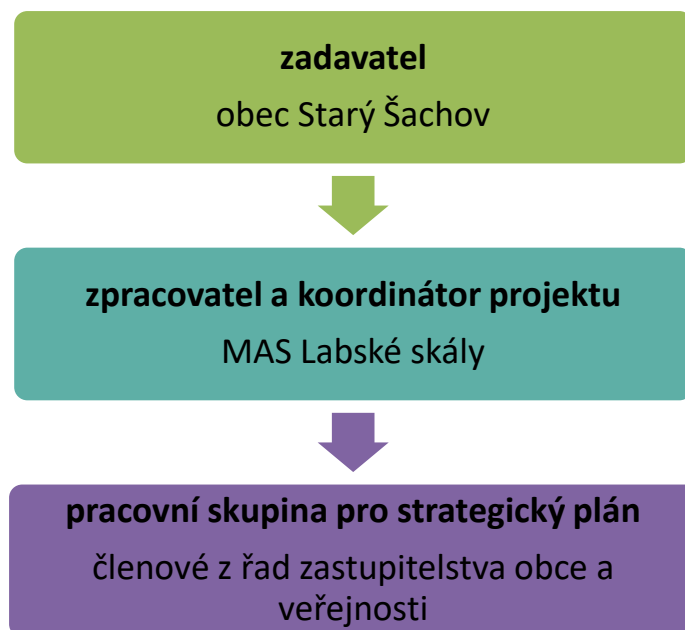 zadavatel
obec Starý Šachov
zpracovatel a koordinátor projektu
MAS Labské skály
pracovní skupina pro strategický plán
členové z řad zastupitelstva obce a
veřejnosti